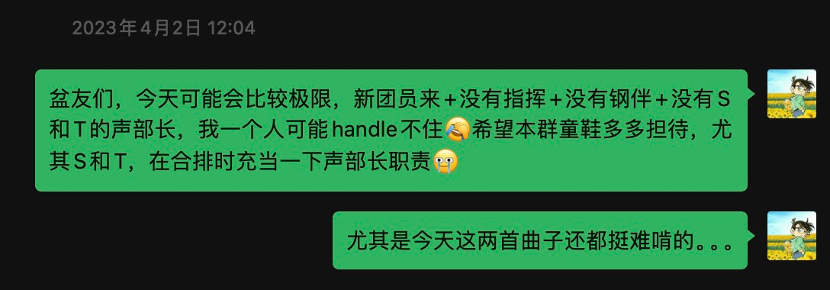 2023年4月2日 12:04
盆友们，今天可能会比较极限，新团员来+没有指挥+没有钢伴+没有S
和T的声部长，我一个人可能handle不住🤣希望本群童鞋多多担待，尤
其S和T，在合排时充当一下声部长职责🥹
尤其是今天这两首曲子还都挺难啃的。。。